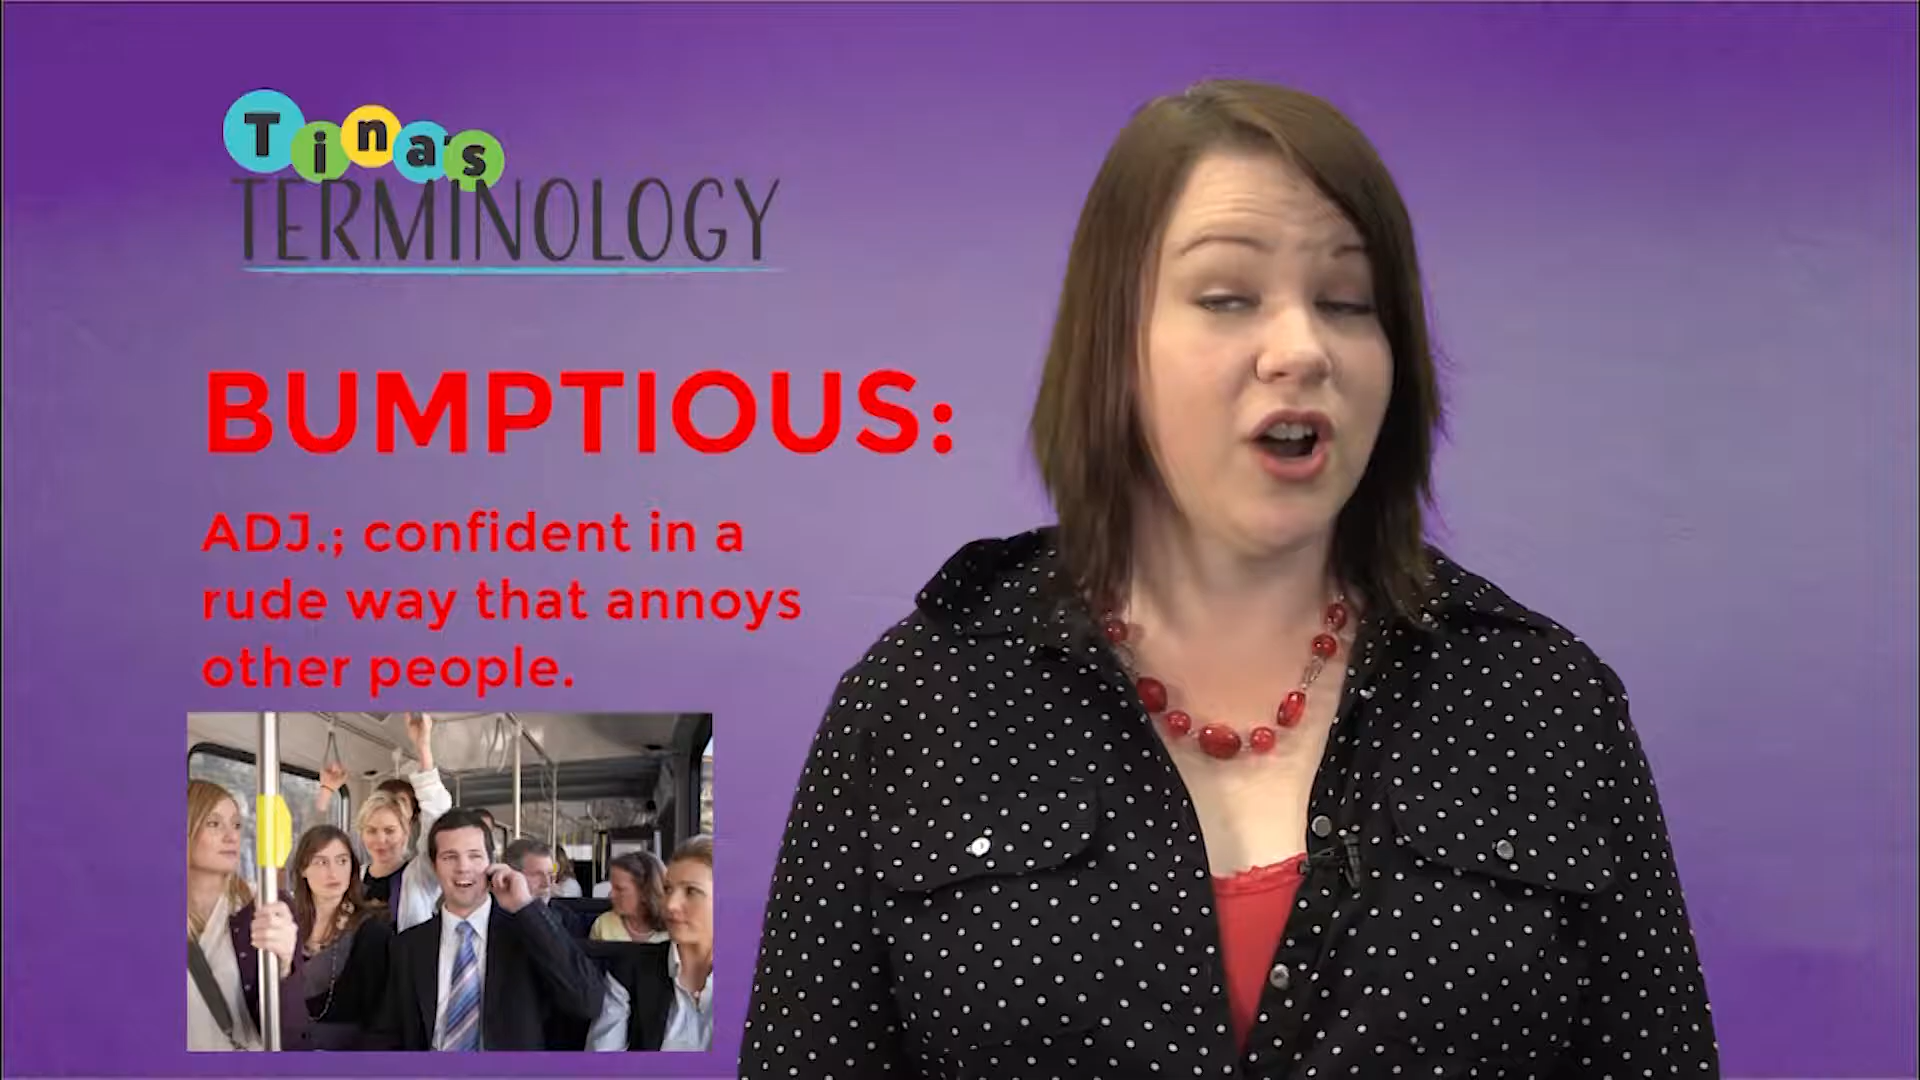 Tina's
TERMINOLOGY
BUMPTIOUS:
ADJ.; confident in a
rude way that annoys
other people.